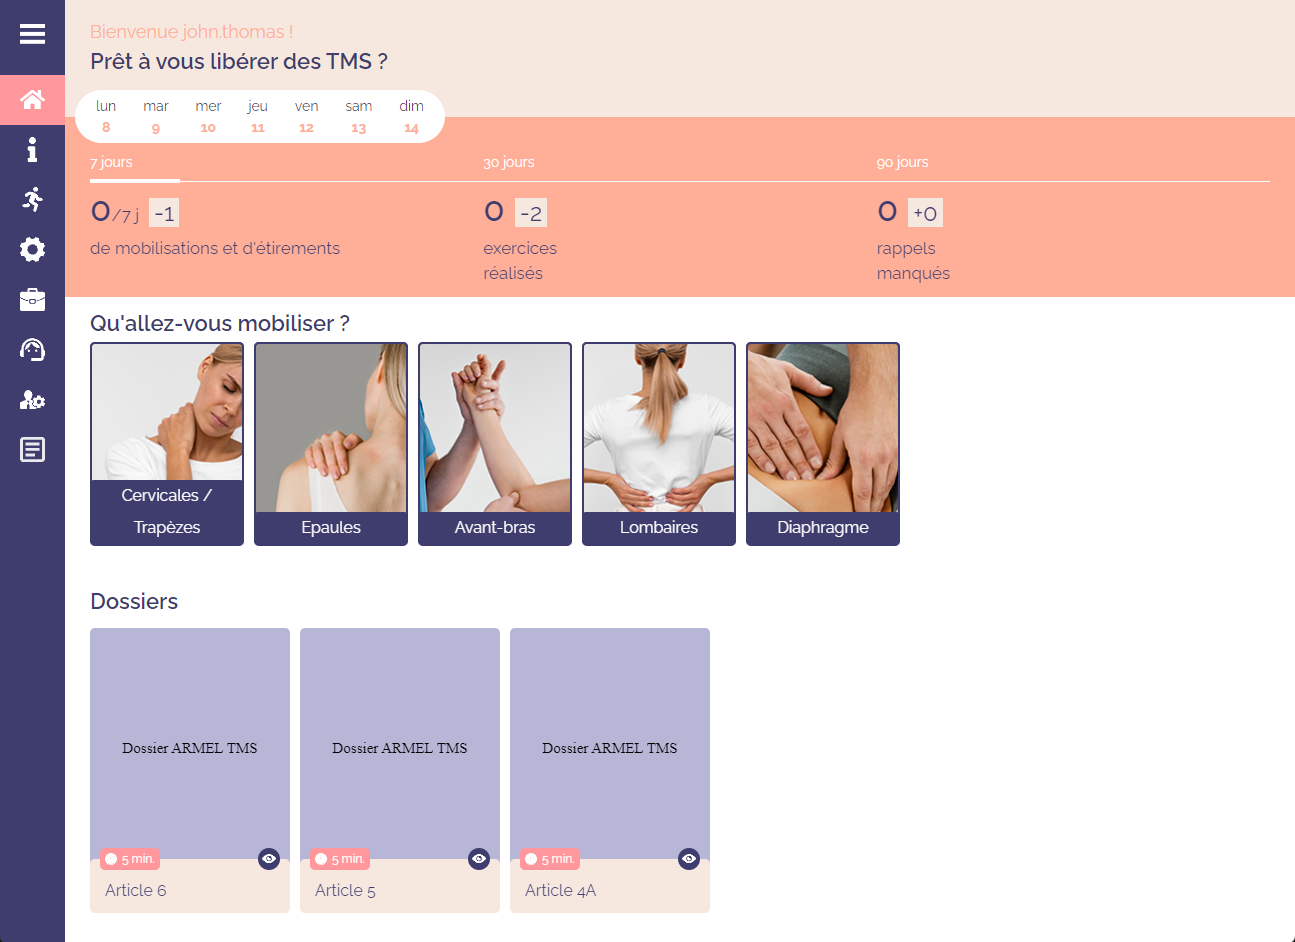 Bienvenue john.thomas !
Prêt à vous libérer des TMS ?
lun mar mer jeu ven sam dim
8 9 10 11 12 13 14
7 jours 30 jours 90 jours
0/7 j -1 0 -2 0 +0
de mobilisations et d'étirements exercices rappels
réalisés manqués
Qu'allez-vous mobiliser ?
Cervicales /
Trapèzes Epaules Avant-bras Lombaires Diaphragme
Dossiers
Dossier ARMEL TMS Dossier ARMEL TMS Dossier ARMEL TMS
5 min. 5 min. 5 min.
Article 6 Article 5 Article 4A